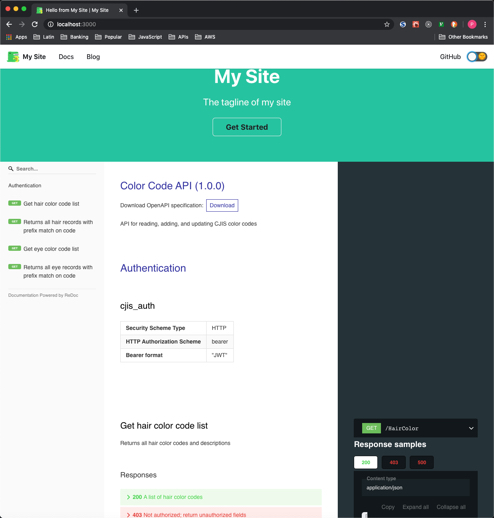 Hello from My Site | My Site
localhost:3000
Apps Latin Banking Popular JavaScript APIs AWS Other Bookmarks
My Site Docs Blog GitHub
My Site
The tagline of my site
Get Started
Search...
Authentication
GET Get hair color code list
GET Returns all hair records with
prefix match on code
GET Get eye color code list
GET Returns all eye records with
prefix match on code
Documentation Powered by ReDoc
Color Code API (1.0.0)
Download OpenAPI specification: Download
API for reading, adding, and updating CJIS color codes
Authentication
cjis_auth
Security Scheme Type HTTP
HTTP Authorization Scheme bearer
Bearer format "JWT"
Get hair color code list
Returns all hair color codes and descriptions
Responses
200 A list of hair color codes
403 Not authorized; return unauthorized fields
GET /HairColor
Response samples
200 403 500
Content type
application/json
Copy Expand all Collapse all